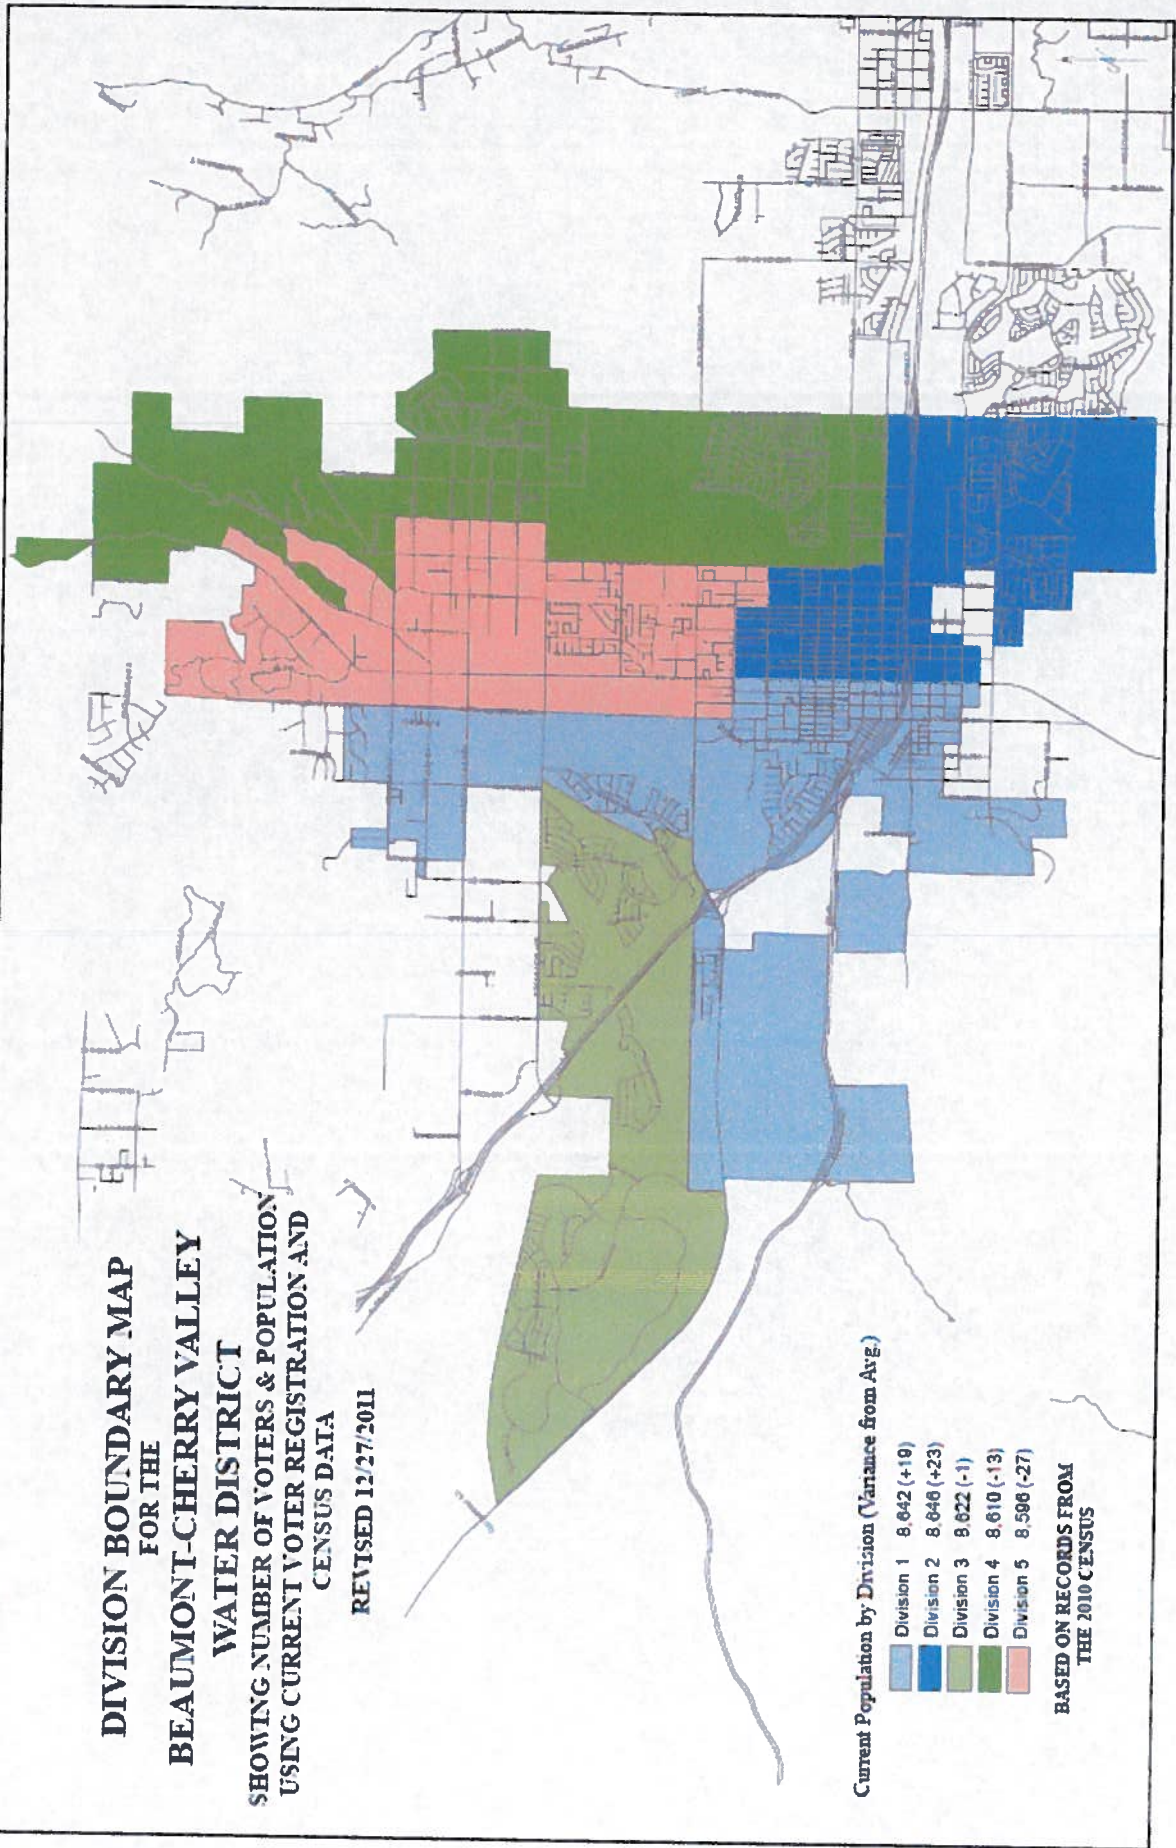 DIVISION BOUNDARY MAP
FOR THE
BEAUMONT-CHERRY VALLEY
WATER DISTRICT
SHOWING NUMBER OF VOTERS & POPULATION
USING CURRENT VOTER REGISTRATION AND
CENSUS DATA
REVISED 12/27/2011
Current Population by Division (Variance from Avg.)
Division 1 8,642 (+19)
Division 2 8,646 (+23)
Division 3 8,622 (-1)
Division 4 8,610 (-13)
Division 5 8,596 (-27)
BASED ON RECORDS FROM
THE 2010 CENSUS